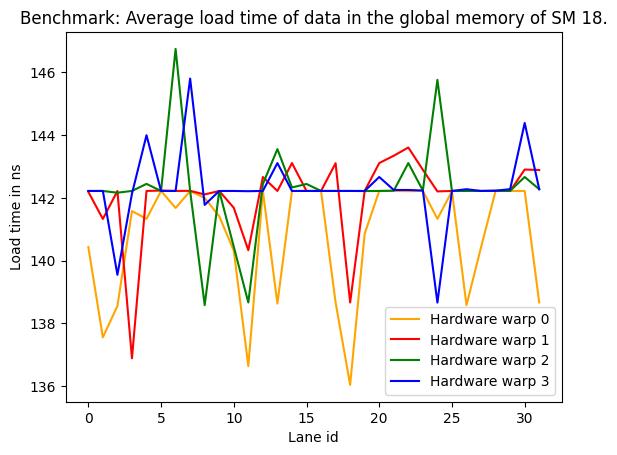 Benchmark: Average load time of data in the global memory of SM 18.
Load time in ns
146
144
142
140
138
136
0
5
10
15
20
25
30
Lane id
Hardware warp 0
Hardware warp 1
Hardware warp 2
Hardware warp 3